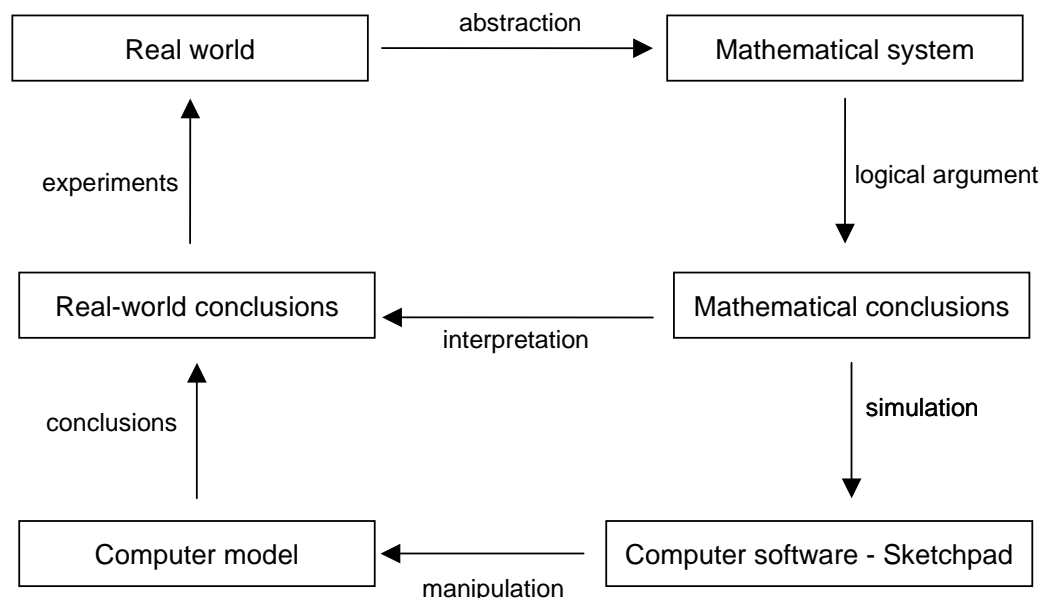 abstraction
Real world
Mathematical system
experiments
logical argument
Real-world conclusions
Mathematical conclusions
interpretation
conclusions
simulation
Computer model
Computer software - Sketchpad
manipulation